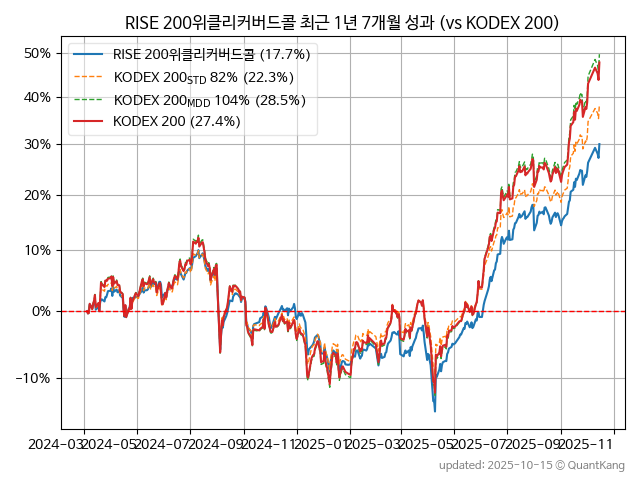 RISE 200위클리커버드콜 최근 1년 7개월 성과 (vs KODEX 200)
RISE 200위클리커버드콜 (17.7%)
KODEX 200STD 82% (22.3%)
KODEX 200MDD 104% (28.5%)
KODEX 200 (27.4%)
50%
40%
30%
20%
10%
0%
−10%
2024-03 2024-05 2024-07 2024-09 2024-11 2025-01 2025-03 2025-05 2025-07 2025-09 2025-11
updated: 2025-10-15 © QuantKang